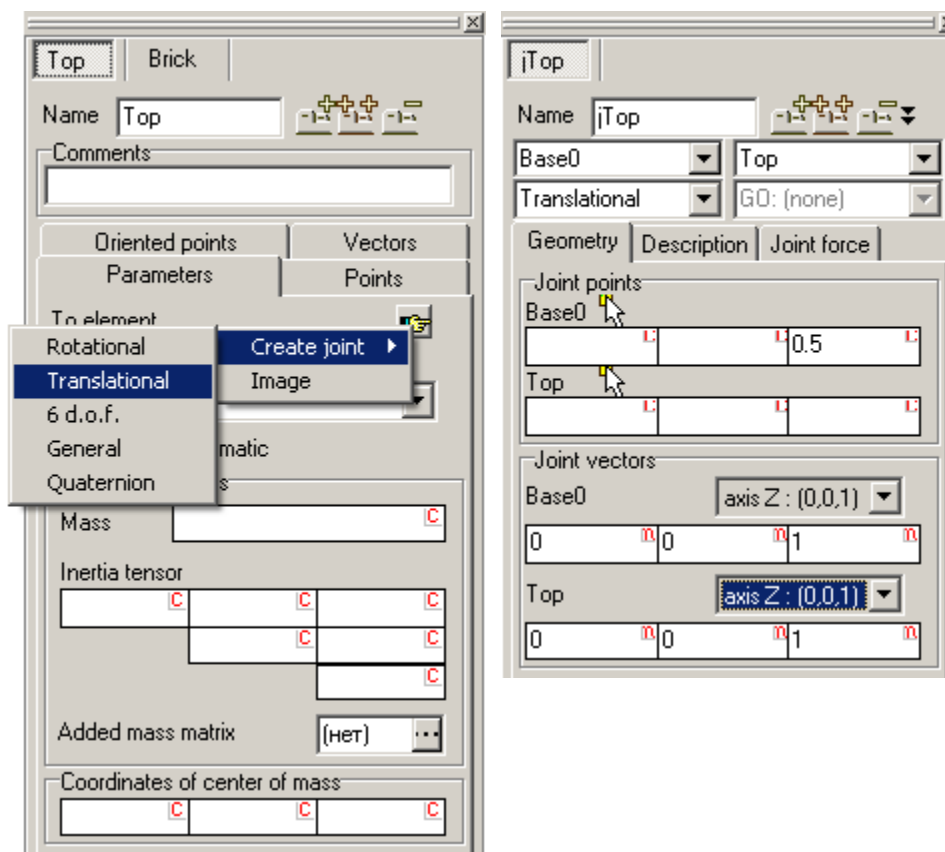 Top Brick
Name Top
Comments
Oriented points Vectors
Parameters Points
To element
Rotational Create joint
Translational Image
6 d.o.f.
General matic
Quaternion s
Mass C
Inertia tensor
C C C
C C
C
Added mass matrix (нет) ...
Coordinates of center of mass
C C C
jTop
Name jTop
Base0 Top
Translational GO: (none)
Geometry Description Joint force
Joint points
Base0
C C 0.5 C
Top
C C C
Joint vectors
Base0 axis Z : (0,0,1)
0 n 0 n 1 n
Top axis Z : (0,0,1)
0 n 0 n 1 n